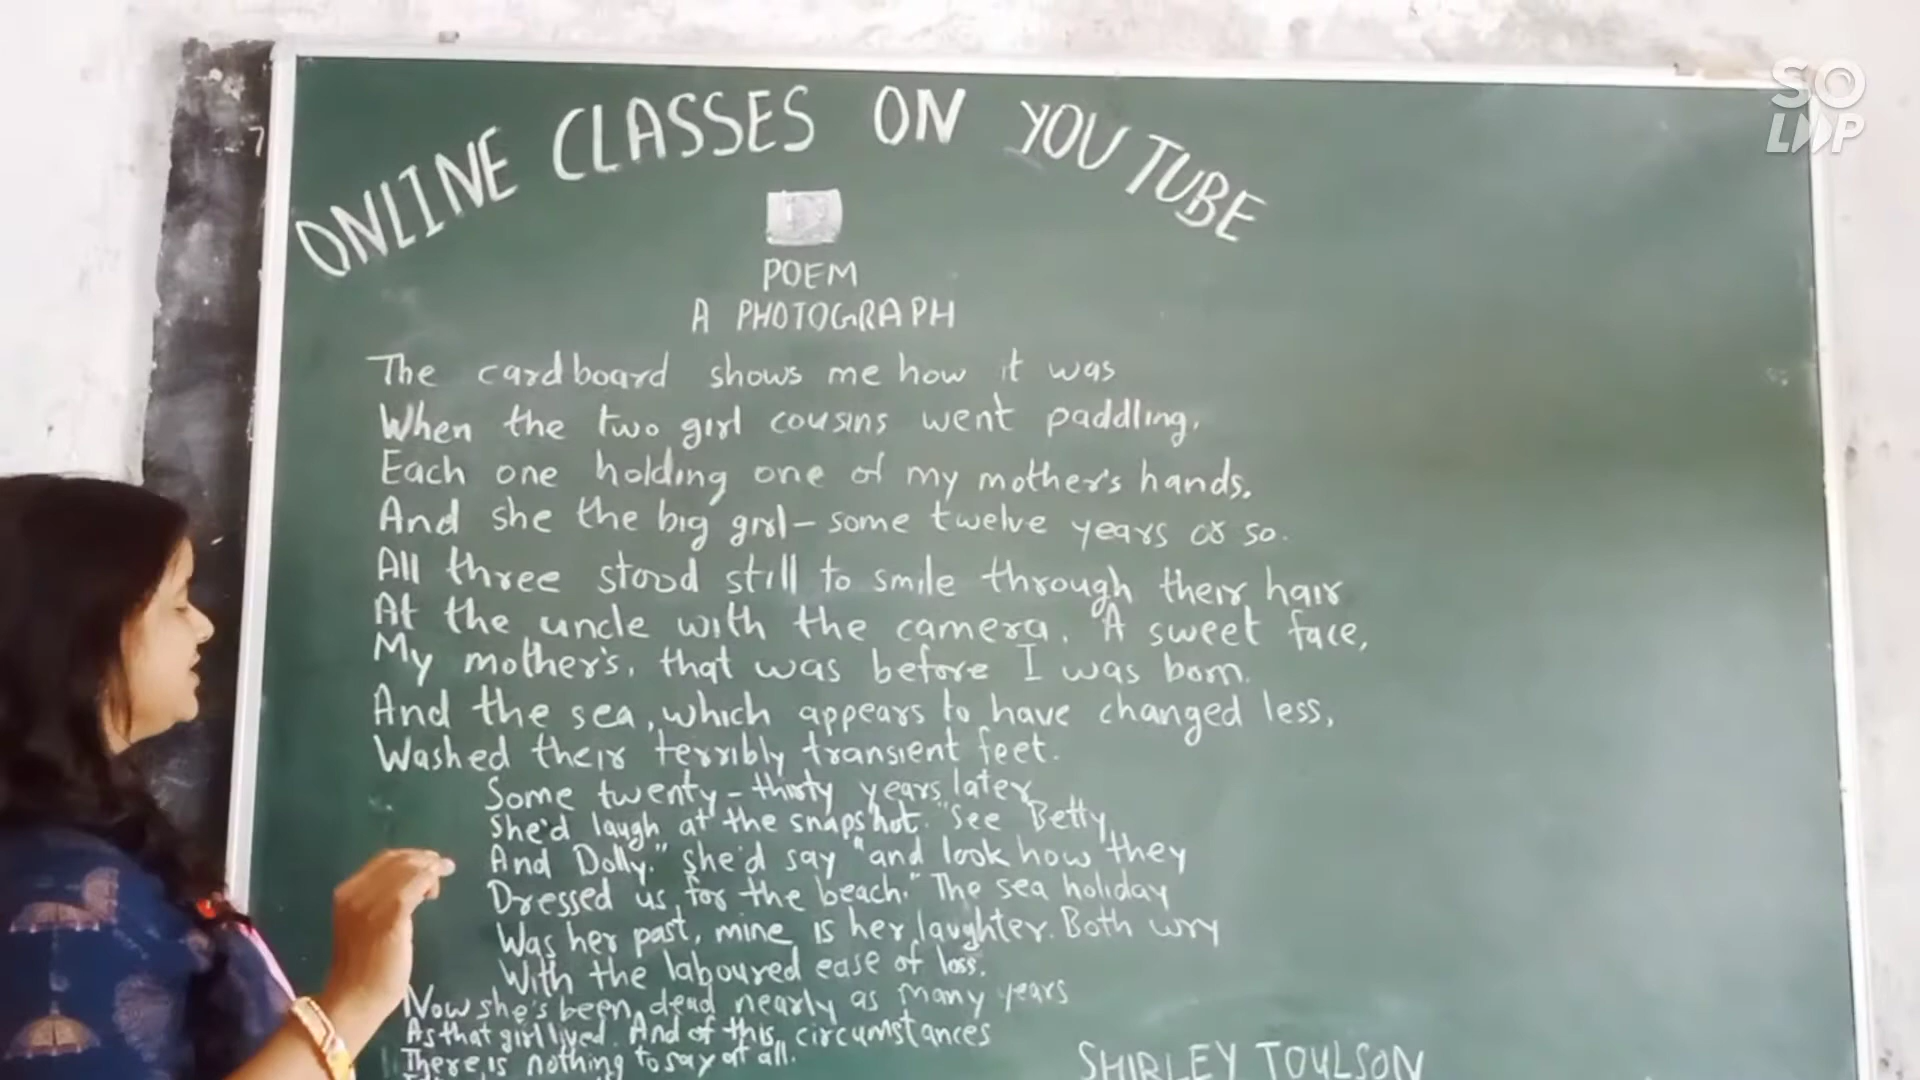 ONLINE CLASSES ON YOU TUBE
POEM
A PHOTOGRAPH
The cardboard shows me how it was
When the two girl cousins went paddling,
Each one holding one of my mother's hands,
And she the big girl - some twelve years or so.
All three stood still to smile through their hair
At the uncle with the camera. A sweet face,
My mother's, that was before I was born.
And the sea, which appears to have changed less,
Washed their terribly transient feet.
Some twenty - thirty years later
She'd laugh at the snapshot. "See Betty
And Dolly," she'd say "and look how they
Dressed us for the beach." The sea holiday
Was her past, mine is her laughter. Both wry
With the laboured ease of loss.
Now she's been dead nearly as many years
As that girl lived. And of this circumstances
There is nothing to say at all.
SHIRLEY TOULSON
SO
LOOP